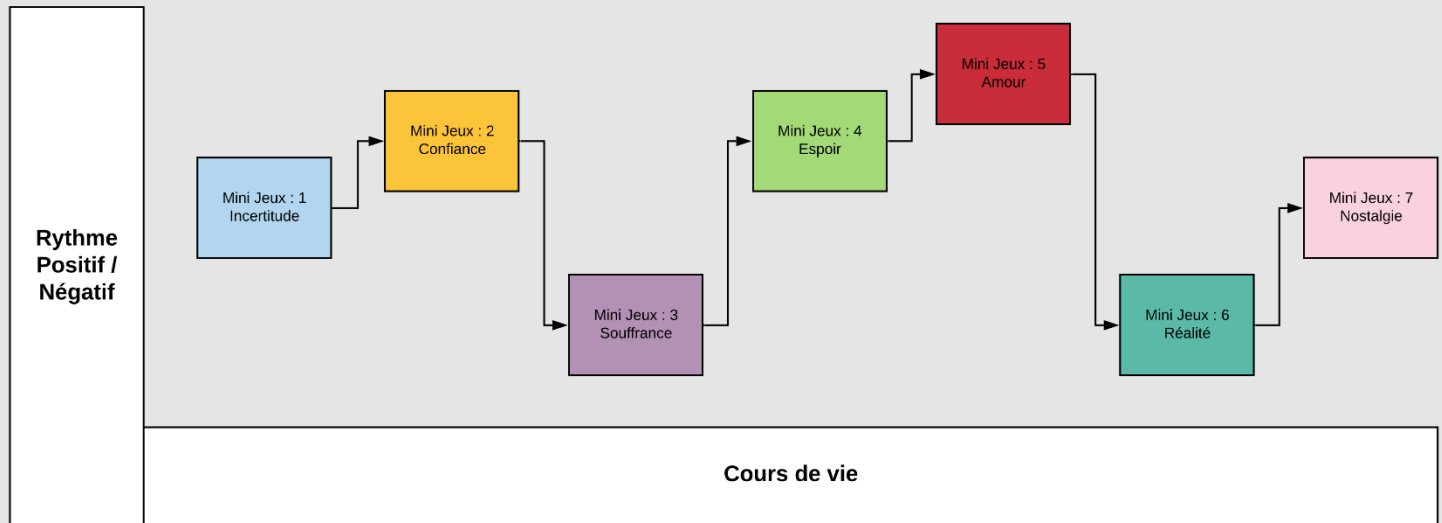 Rythme
Positif /
Négatif
Mini Jeux : 1
Incertitude
Mini Jeux : 2
Confiance
Mini Jeux : 3
Souffrance
Mini Jeux : 4
Espoir
Mini Jeux : 5
Amour
Mini Jeux : 6
Réalité
Mini Jeux : 7
Nostalgie
Cours de vie